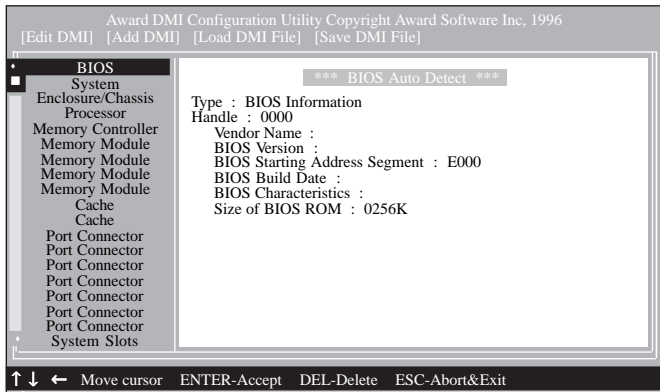 Award DMI Configuration Utility Copyright Award Software Inc, 1996
[Edit DMI] [Add DMI] [Load DMI File] [Save DMI File]
BIOS
System
Enclosure/Chassis
Processor
Memory Controller
Memory Module
Memory Module
Memory Module
Memory Module
Cache
Cache
Port Connector
Port Connector
Port Connector
Port Connector
Port Connector
Port Connector
Port Connector
System Slots
*** BIOS Auto Detect ***
Type : BIOS Information
Handle : 0000
Vendor Name :
BIOS Version :
BIOS Starting Address Segment : E000
BIOS Build Date :
BIOS Characteristics :
Size of BIOS ROM : 0256K
↑↓ ← Move cursor ENTER-Accept DEL-Delete ESC-Abort&Exit